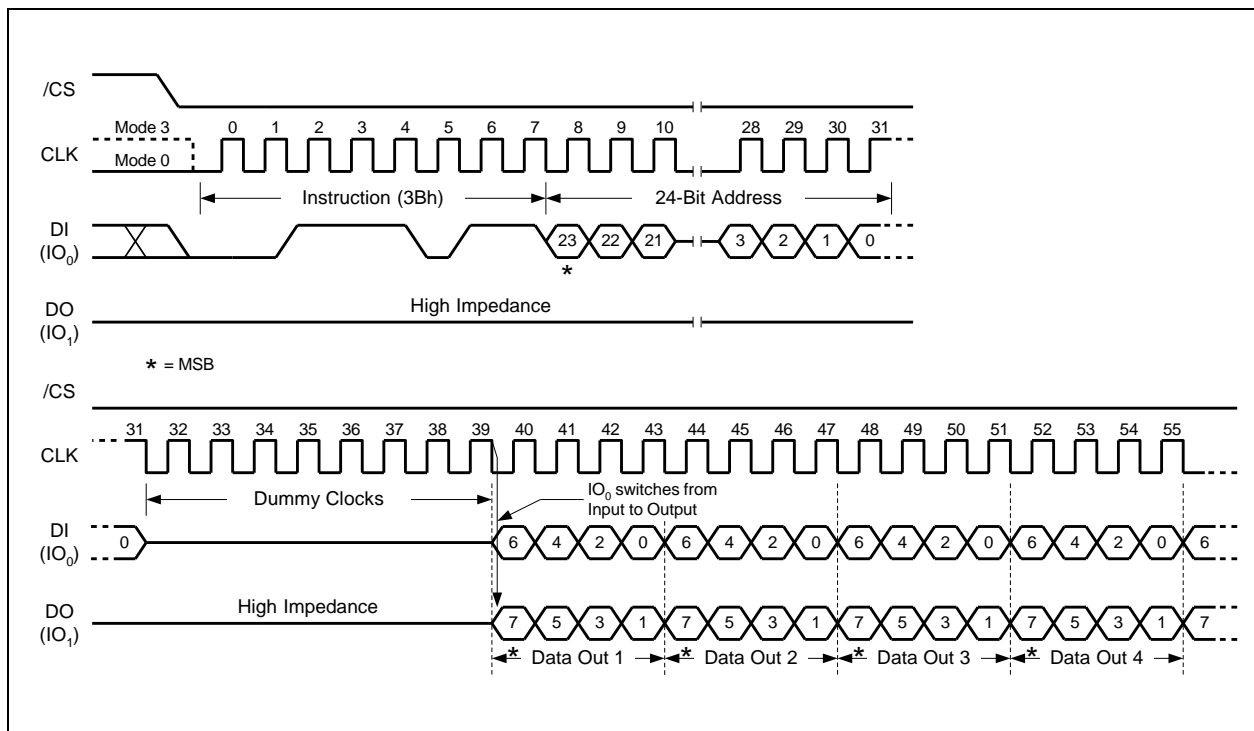 /CS
Mode 3 0 1 2 3 4 5 6 7 8 9 10 28 29 30 31
CLK
Mode 0
Instruction (3Bh) 24-Bit Address
DI
(IO0) 23 22 21 3 2 1 0
*
High Impedance
DO
(IO1)
* = MSB
/CS
31 32 33 34 35 36 37 38 39 40 41 42 43 44 45 46 47 48 49 50 51 52 53 54 55
CLK
Dummy Clocks
IO0 switches from
Input to Output
DI
(IO0) 0 6 4 2 0 6 4 2 0 6 4 2 0 6 4 2 0 6
DO
(IO1) High Impedance 7 5 3 1 7 5 3 1 7 5 3 1 7 5 3 1 7
* Data Out 1 * Data Out 2 * Data Out 3 * Data Out 4